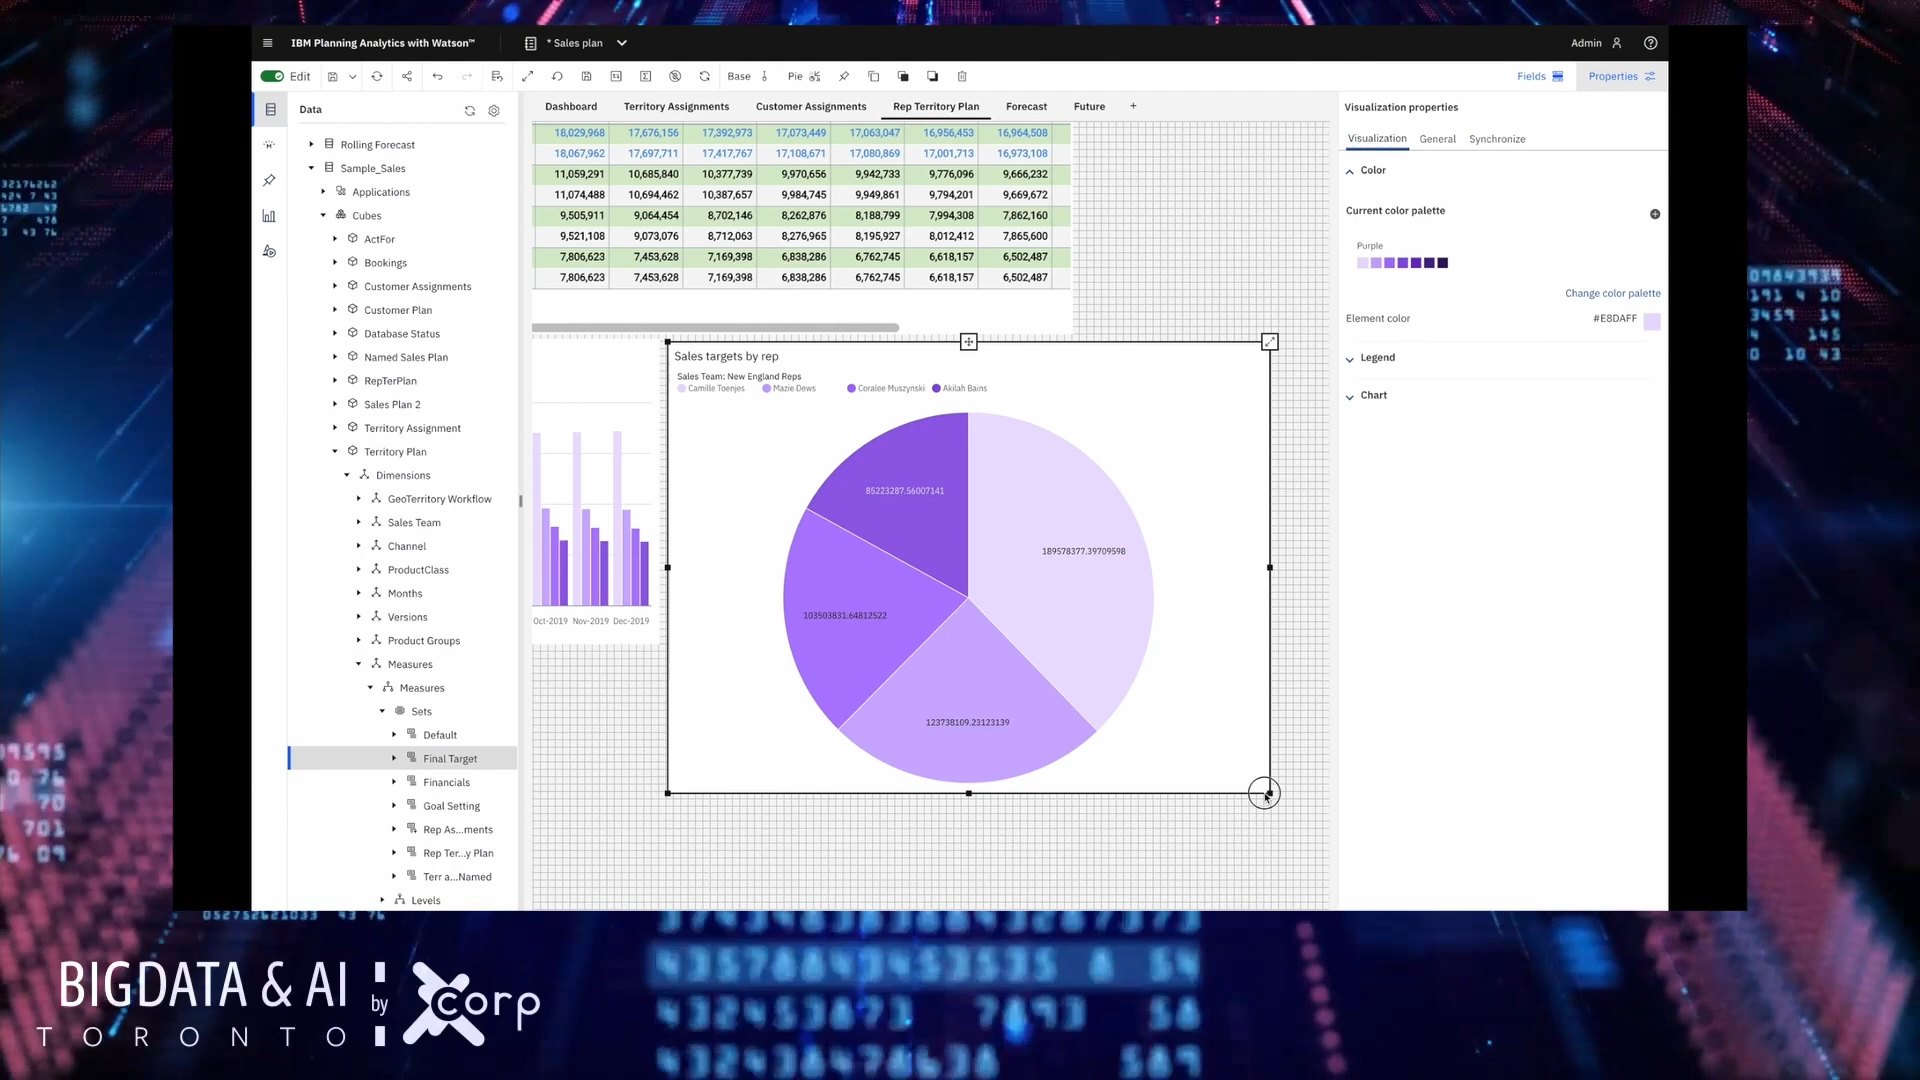 IBM Planning Analytics with Watson™
* Sales plan
Admin
Edit
Base
Pie
Fields
Properties
Data
Dashboard
Territory Assignments
Customer Assignments
Rep Territory Plan
Forecast
Future
+
Rolling Forecast
Sample_Sales
Applications
Cubes
ActFor
Bookings
Customer Assignments
Customer Plan
Database Status
Named Sales Plan
RepTerPlan
Sales Plan 2
Territory Assignment
Territory Plan
Dimensions
GeoTerritory Workflow
Sales Team
Channel
ProductClass
Months
Versions
Product Groups
Measures
Measures
Sets
Default
Final Target
Financials
Goal Setting
Rep As...ments
Rep Ter...y Plan
Terr a...Named
Levels
18,029,968 17,676,156 17,392,973 17,073,449 17,063,047 16,956,453 16,964,508
18,067,962 17,697,711 17,417,767 17,108,671 17,080,869 17,001,713 16,973,108
11,059,291 10,685,840 10,377,739 9,970,656 9,942,733 9,776,096 9,666,232
11,074,488 10,694,462 10,387,657 9,984,745 9,949,861 9,794,201 9,669,672
9,505,911 9,064,454 8,702,146 8,262,876 8,188,799 7,994,308 7,862,160
9,521,108 9,073,076 8,712,063 8,276,965 8,195,927 8,012,412 7,865,600
7,806,623 7,453,628 7,169,398 6,838,286 6,762,745 6,618,157 6,502,487
7,806,623 7,453,628 7,169,398 6,838,286 6,762,745 6,618,157 6,502,487
Oct-2019 Nov-2019 Dec-2019
Sales targets by rep
Sales Team: New England Reps
Camille Toenjes Mazie Dews Coralee Muszynski Akilah Bains
85223287.56007141
189578377.39709598
103503831.64812522
123738109.23123139
Visualization properties
Visualization General Synchronize
Color
Current color palette
Purple
Change color palette
Element color #E8DAFF
Legend
Chart
BIGDATA & AI
TORONTO
by
xcorp